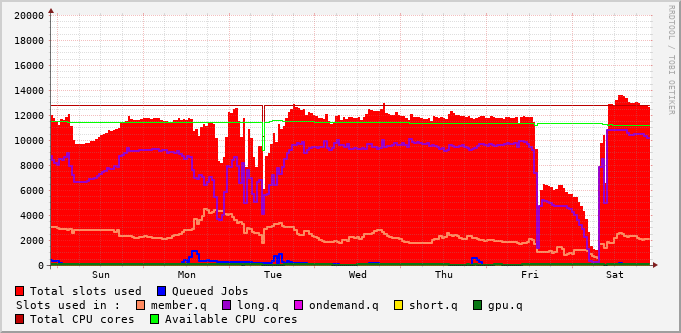 20000
18000
16000
14000
12000
10000
8000
6000
4000
2000
0
Sun Mon Tue Wed Thu Fri Sat
Total slots used Queued Jobs
Slots used in : member.q long.q ondemand.q short.q gpu.q
Total CPU cores Available CPU cores
RRDTOOL / TOBI OETIKER